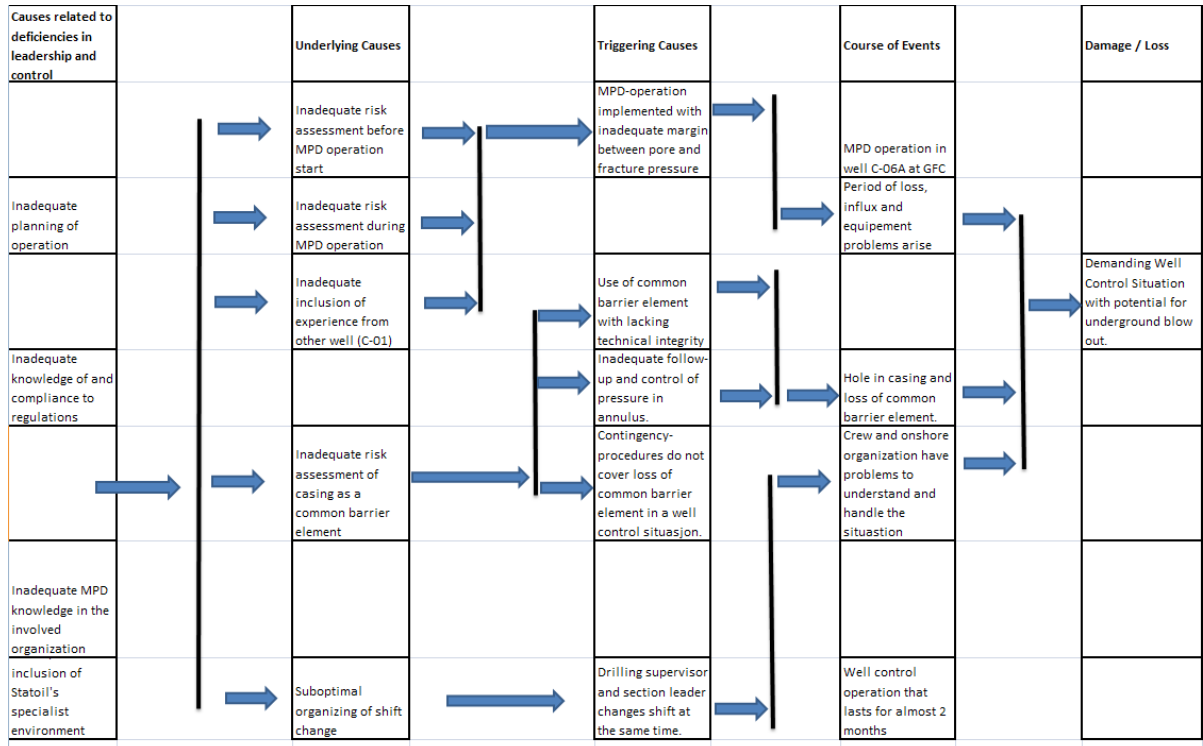 Causes related to
deficiencies in
leadership and
control
Underlying Causes
Triggering Causes
Course of Events
Damage / Loss
Inadequate risk
assessment before
MPD operation
start
MPD-operation
implemented with
inadequate margin
between pore and
fracture pressure
MPD operation in
well C-06A at GFC
Inadequate
planning of
operation
Inadequate risk
assessment during
MPD operation
Period of loss,
influx and
equipement
problems arise
Inadequate
inclusion of
experience from
other well (C-01)
Use of common
barrier element
with lacking
technical integrity
Demanding Well
Control Situation
with potential for
underground blow
out.
Inadequate
knowledge of and
compliance to
regulations
Inadequate follow-
up and control of
pressure in
annulus.
Hole in casing and
loss of common
barrier element.
Inadequate risk
assessment of
casing as a
common barrier
element
Contingency-
procedures do not
cover loss of
common barrier
element in a well
control situasjon.
Crew and onshore
organization have
problems to
understand and
handle the
situastion
Inadequate MPD
knowledge in the
involved
organization
inclusion of
Statoil's
specialist
environment
Suboptimal
organizing of shift
change
Drilling supervisor
and section leader
changes shift at
the same time.
Well control
operation that
lasts for almost 2
months